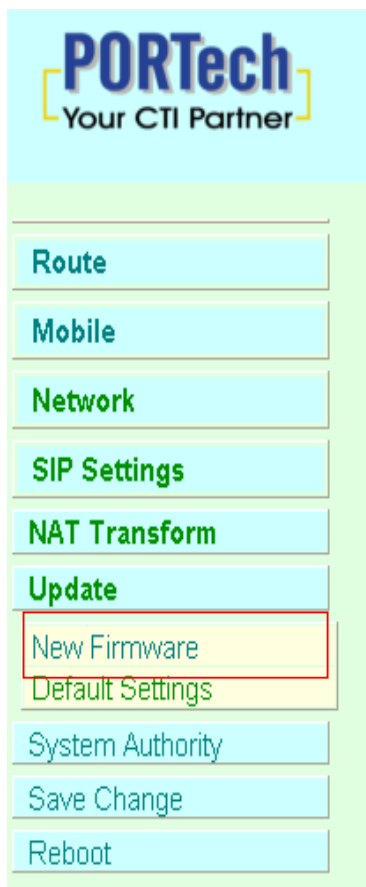 PORTech
Your CTI Partner
Route
Mobile
Network
SIP Settings
NAT Transform
Update
New Firmware
Default Settings
System Authority
Save Change
Reboot